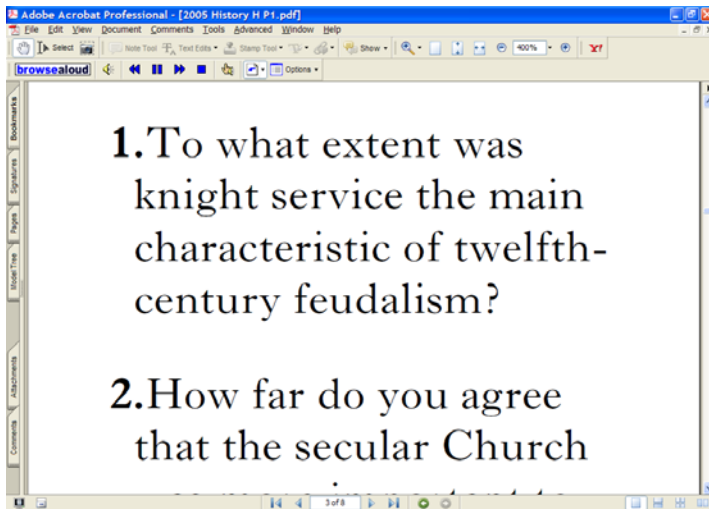 Adobe Acrobat Professional - [2005 History H P1.pdf]
File Edit View Document Comments Tools Advanced Window Help
Select Note Tool Text Edits Stamp Tool Show 400% Y!
browsealoud Options
Bookmarks
Signatures
Pages
Model Tree
Attachments
Comments
1.To what extent was
knight service the main
characteristic of twelfth-
century feudalism?
2.How far do you agree
that the secular Church
3 of 8